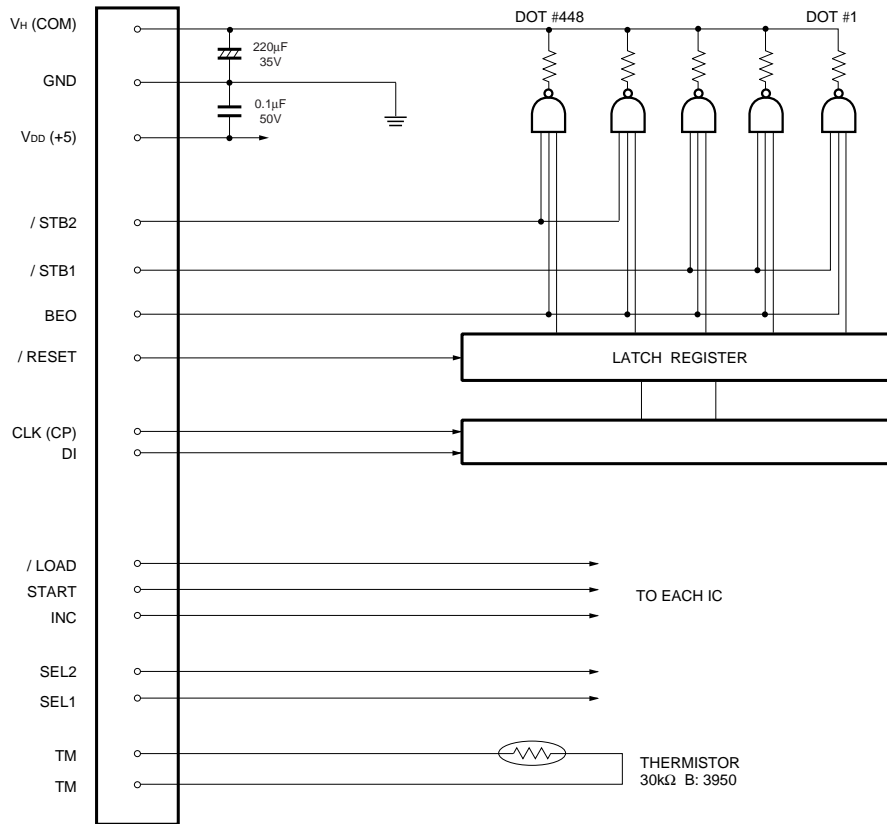 VH (COM)
DOT #448
DOT #1
220μF
35V
GND
0.1μF
50V
VDD (+5)
/ STB2
/ STB1
BEO
/ RESET
LATCH REGISTER
CLK (CP)
DI
/ LOAD
START
TO EACH IC
INC
SEL2
SEL1
TM
THERMISTOR
30kΩ B: 3950
TM